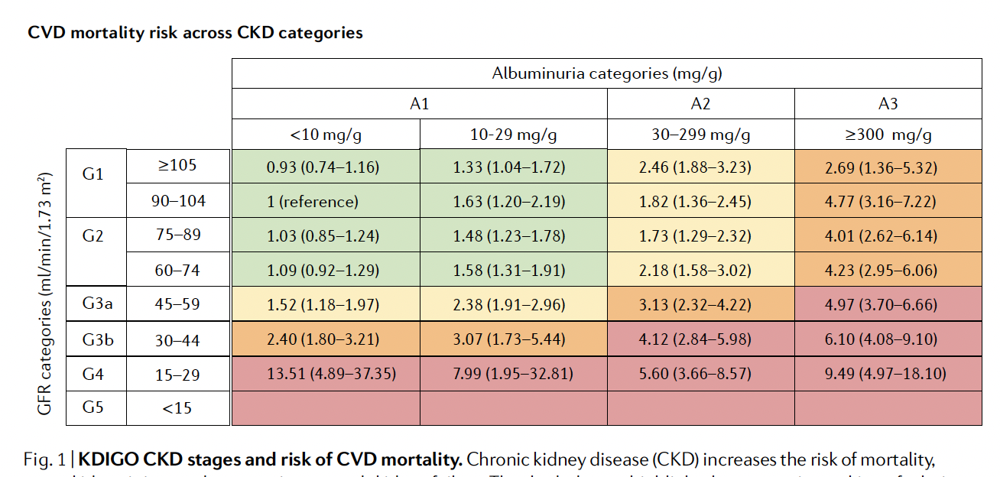 CVD mortality risk across CKD categories
Albuminuria categories (mg/g)
A1 A2 A3
<10 mg/g 10-29 mg/g 30–299 mg/g ≥300 mg/g
GFR categories (ml/min/1.73 m²)
G1 ≥105 0.93 (0.74–1.16) 1.33 (1.04–1.72) 2.46 (1.88–3.23) 2.69 (1.36–5.32)
90–104 1 (reference) 1.63 (1.20–2.19) 1.82 (1.36–2.45) 4.77 (3.16–7.22)
G2 75–89 1.03 (0.85–1.24) 1.48 (1.23–1.78) 1.73 (1.29–2.32) 4.01 (2.62–6.14)
60–74 1.09 (0.92–1.29) 1.58 (1.31–1.91) 2.18 (1.58–3.02) 4.23 (2.95–6.06)
G3a 45–59 1.52 (1.18–1.97) 2.38 (1.91–2.96) 3.13 (2.32–4.22) 4.97 (3.70–6.66)
G3b 30–44 2.40 (1.80–3.21) 3.07 (1.73–5.44) 4.12 (2.84–5.98) 6.10 (4.08–9.10)
G4 15–29 13.51 (4.89–37.35) 7.99 (1.95–32.81) 5.60 (3.66–8.57) 9.49 (4.97–18.10)
G5 <15
Fig. 1 | KDIGO CKD stages and risk of CVD mortality. Chronic kidney disease (CKD) increases the risk of mortality,